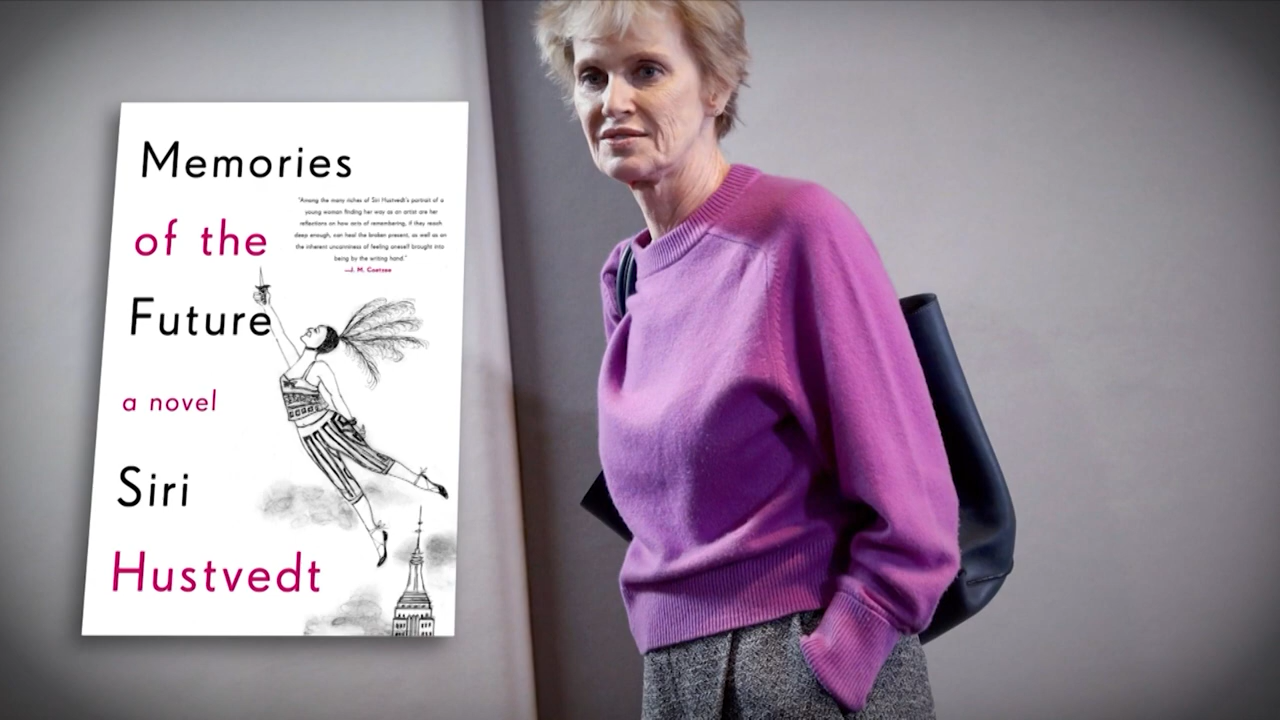 Memories
of the
"Among the many riches of Siri Hustvedt's portrait of a
young woman finding her way as an artist are her
reflections on how acts of remembering, if they reach
deep enough, can heal the broken present, as well as on
the inherent uncanniness of feeling oneself brought into
being by the writing hand."
—J. M. Coetzee
Future
a novel
Siri
Hustvedt